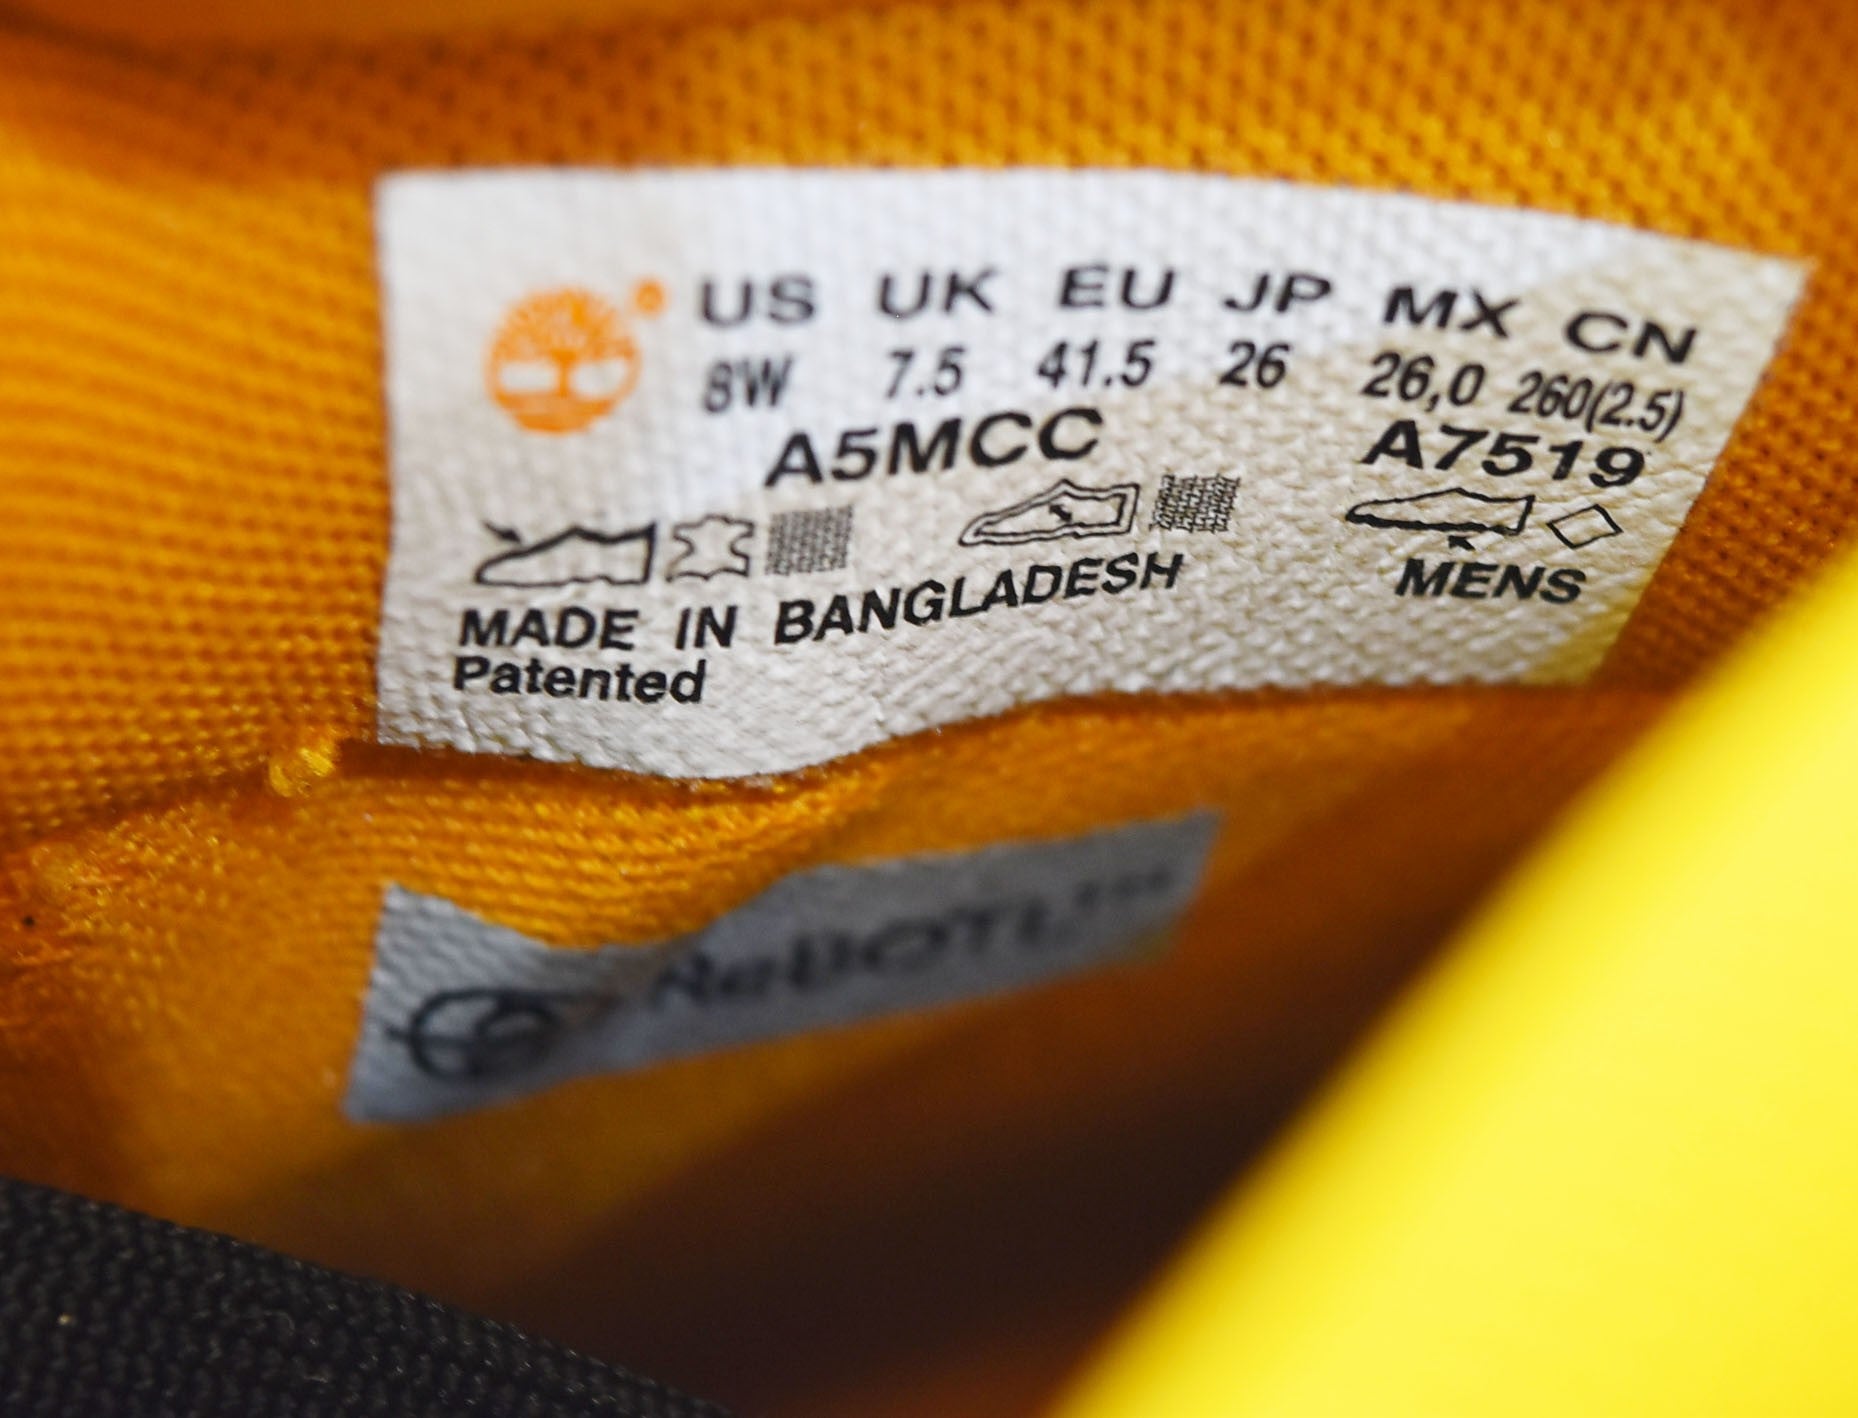 US UK EU JP MX CN
8W 7.5 41.5 26 26,0 260(2.5)
A5MCC A7519
MADE IN BANGLADESH MENS
Patented
ReBOTL™